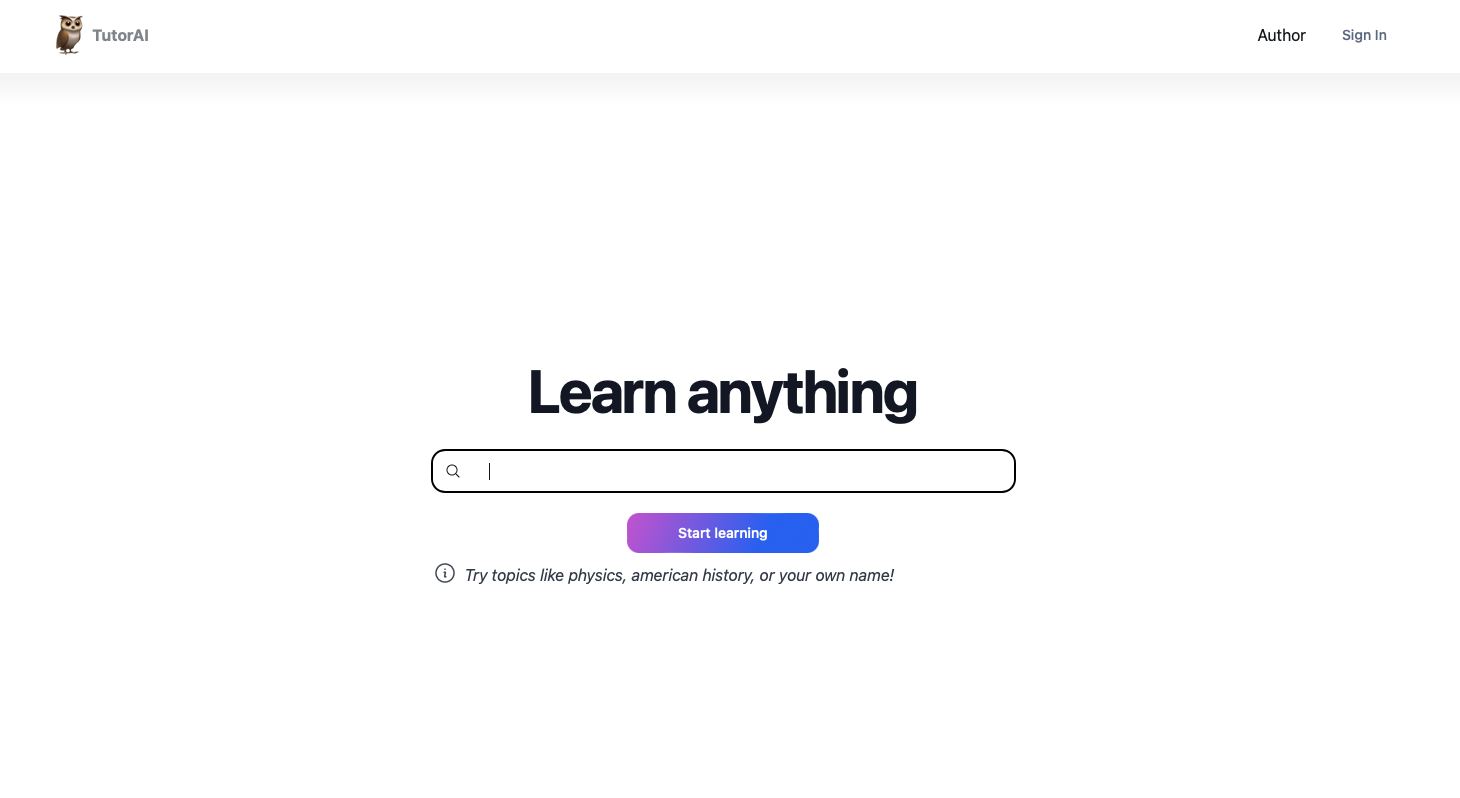 TutorAI
Author
Sign In
Learn anything
Start learning
Try topics like physics, american history, or your own name!